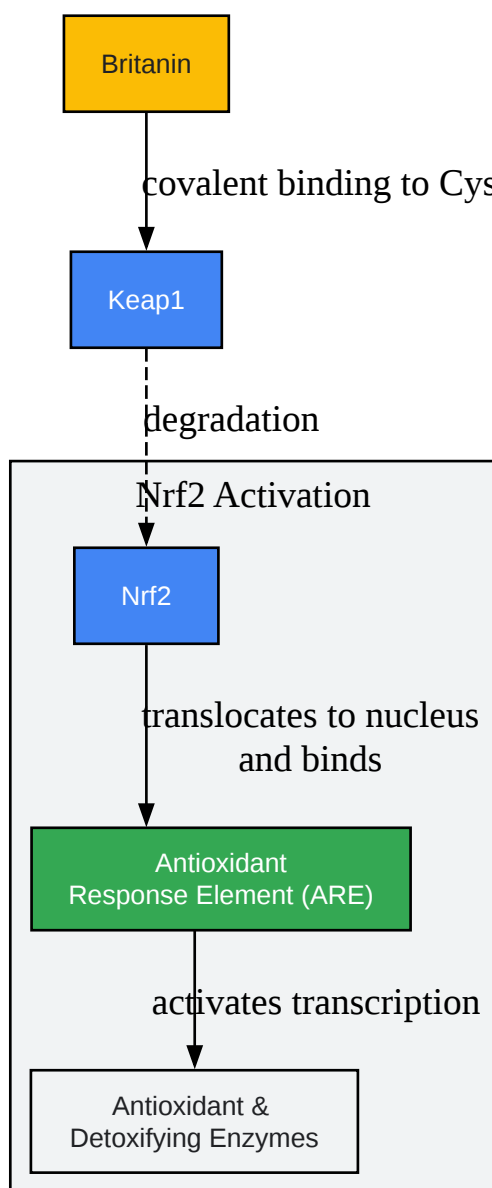 Britanin
covalent binding to Cys
Keap1
degradation
Nrf2 Activation
Nrf2
translocates to nucleus
and binds
Antioxidant
Response Element (ARE)
activates transcription
Antioxidant &
Detoxifying Enzymes